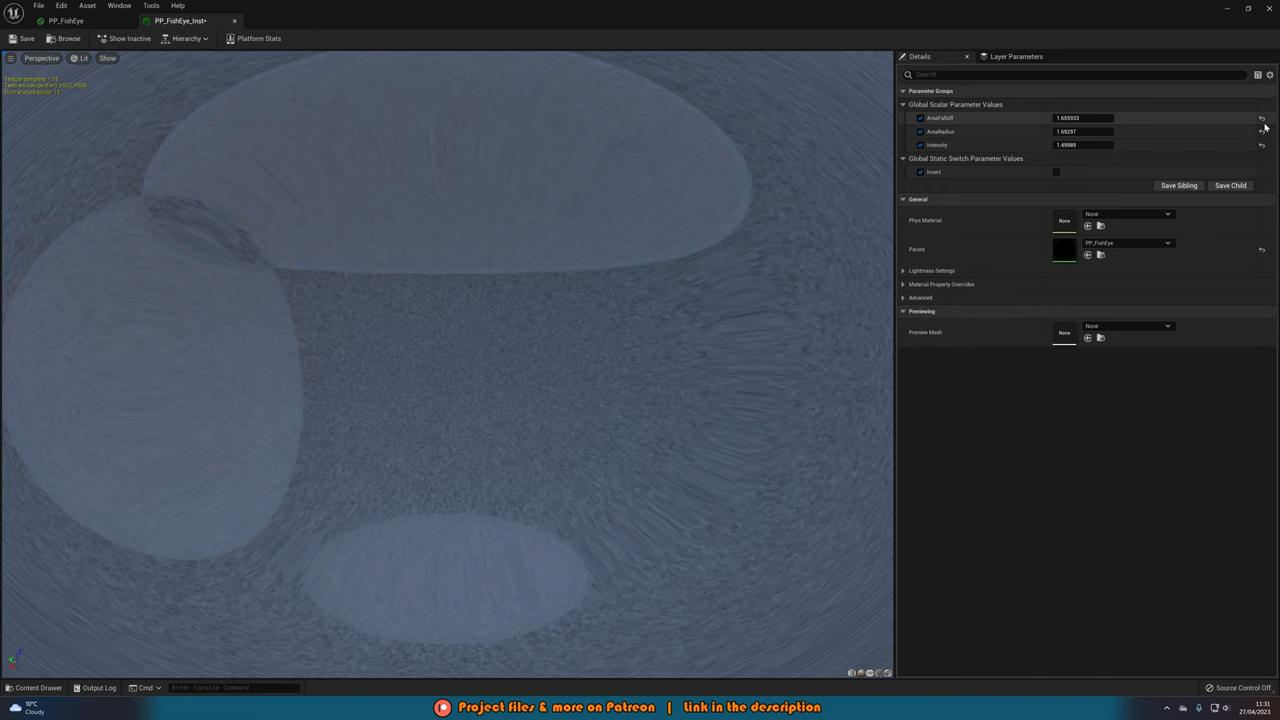 File Edit Asset Window Tools Help
PP_FishEye PP_FishEye_Inst•
Save Browse Show Inactive Hierarchy Platform Stats
Perspective Lit Show
Details Layer Parameters
Search
Parameter Groups
Global Scalar Parameter Values
AreaFalloff 1.655933
AreaRadius 1.69297
Intensity 1.49989
Global Static Switch Parameter Values
Invert
Save Sibling Save Child
General
Phys Material None None
Parent PP_FishEye
Lightmass Settings
Material Property Overrides
Advanced
Previewing
Preview Mesh None None
Content Drawer Output Log Cmd Enter Console Command Source Control Off
Project files & more on Patreon | Link in the description
10°C
Cloudy
11:31
27/04/2023